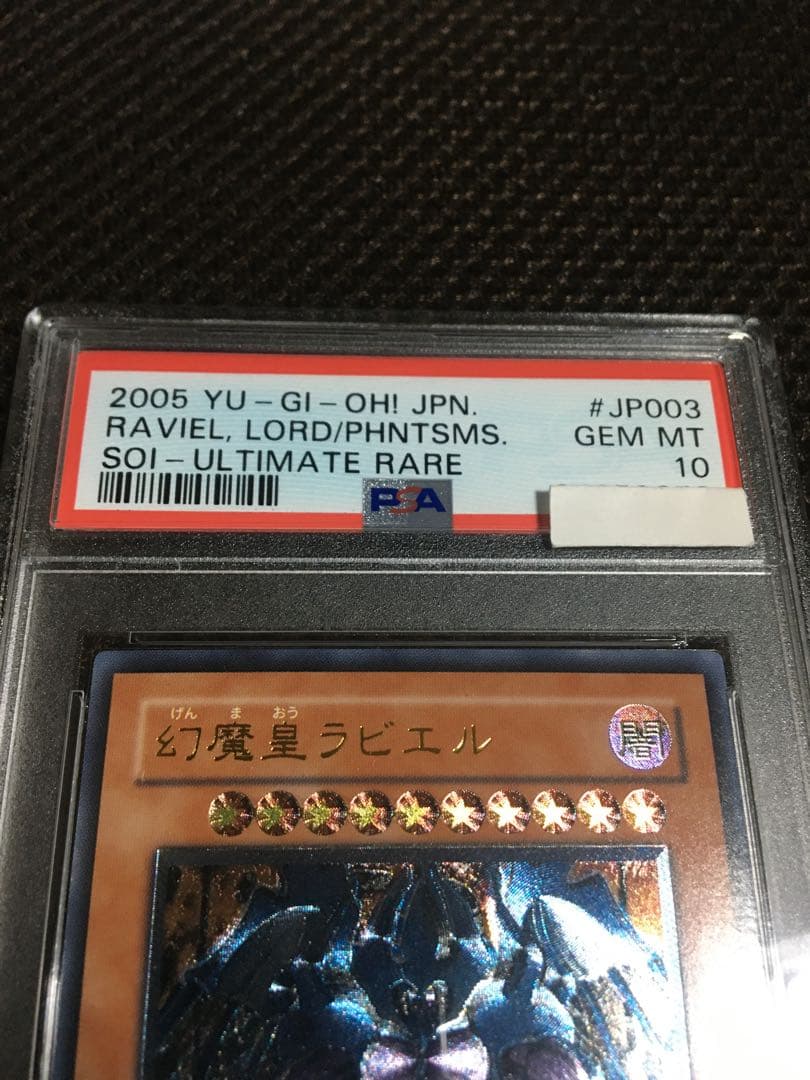 2005 YU-GI-OH! JPN. #JP003
RAVIEL, LORD/PHNTSMS. GEM MT
SOI-ULTIMATE RARE 10
PSA
げん ま おう
幻魔皇ラビエル
闇